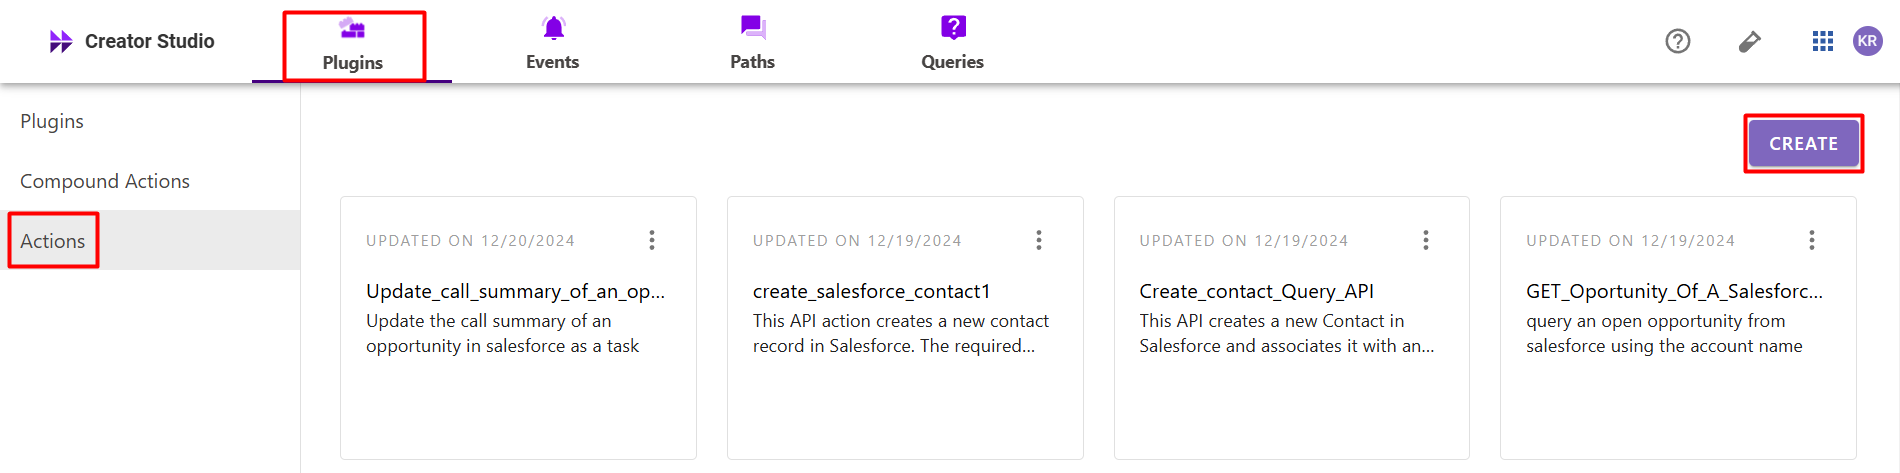 Creator Studio
Plugins
Events
Paths
Queries
KR
Plugins
Compound Actions
Actions
CREATE
UPDATED ON 12/20/2024
Update_call_summary_of_an_op...
Update the call summary of an
opportunity in salesforce as a task
UPDATED ON 12/19/2024
create_salesforce_contact1
This API action creates a new contact
record in Salesforce. The required...
UPDATED ON 12/19/2024
Create_contact_Query_API
This API creates a new Contact in
Salesforce and associates it with an...
UPDATED ON 12/19/2024
GET_Oportunity_Of_A_Salesforc...
query an open opportunity from
salesforce using the account name